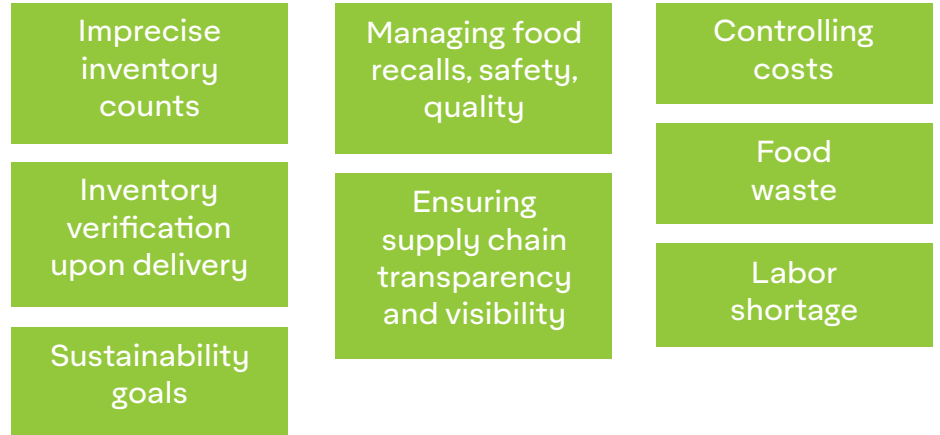 Imprecise
inventory
counts
Inventory
verification
upon delivery
Sustainability
goals
Managing food
recalls, safety,
quality
Ensuring
supply chain
transparency
and visibility
Controlling
costs
Food
waste
Labor
shortage